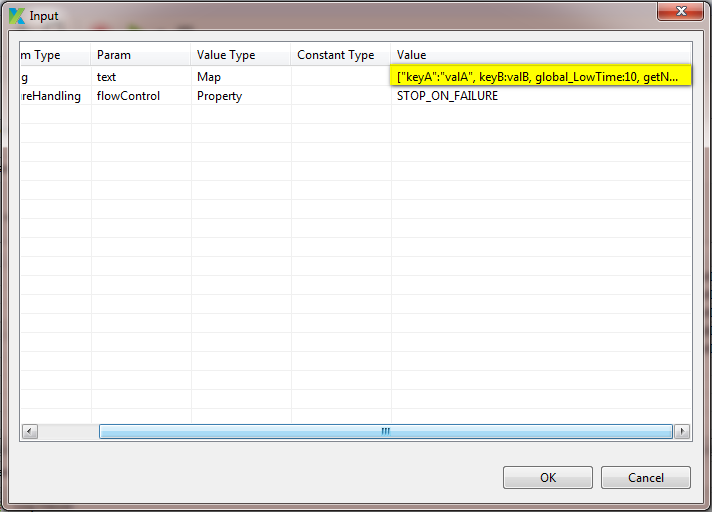 Input
m Type Param Value Type Constant Type Value
g text Map ["keyA":"valA", keyB:valB, global_LowTime:10, getN...
ureHandling flowControl Property STOP_ON_FAILURE
OK Cancel